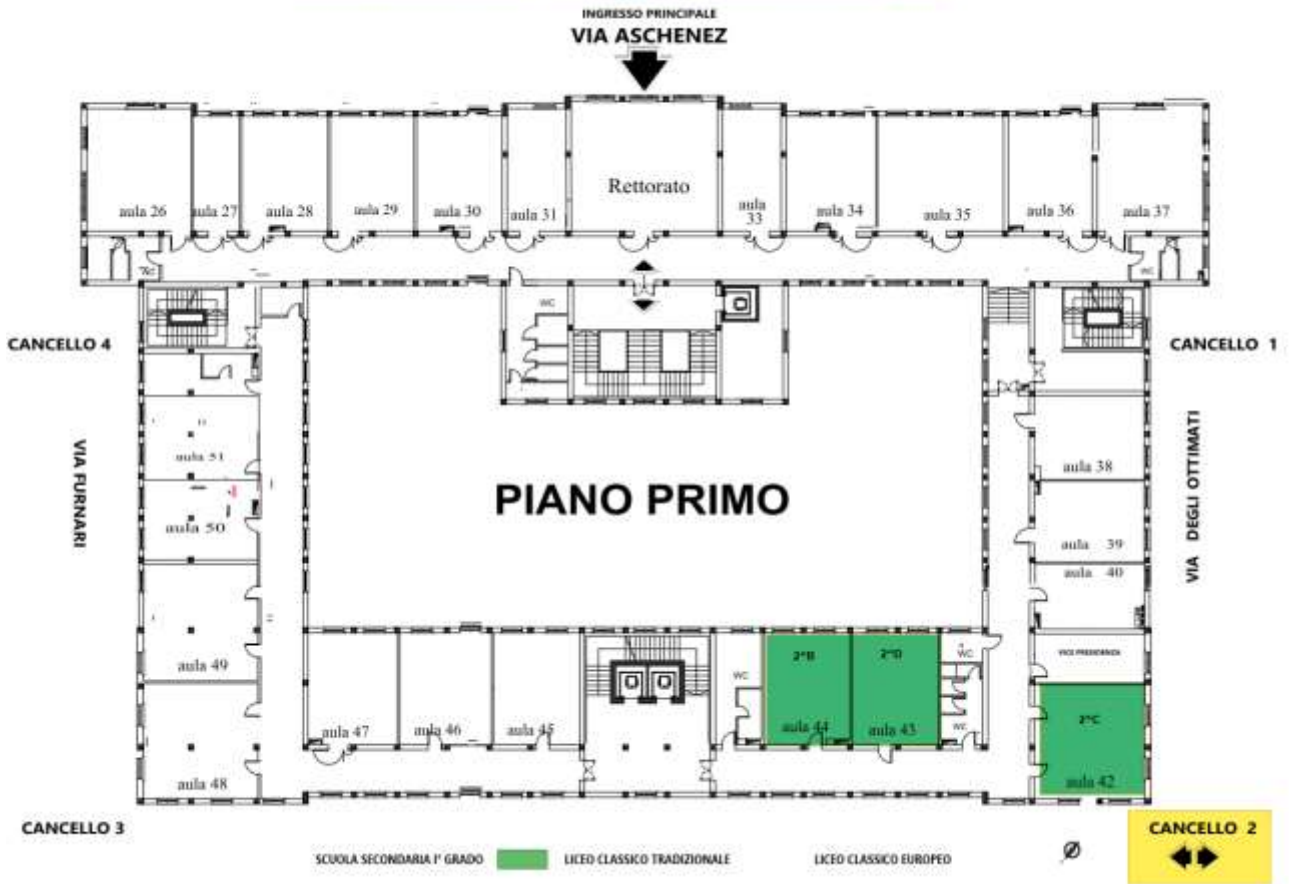 INGRESSO PRINCIPALE
VIA ASCHENEZ
Rettorato
aula 26
aula 27
aula 28
aula 29
aula 30
aula 31
aula
33
aula 34
aula 35
aula 36
aula 37
WC
WC
WC
CANCELLO 4
CANCELLO 1
VIA FURNARI
VIA DEGLI OTTIMATI
aula 51
aula 50
aula 49
aula 48
PIANO PRIMO
aula 38
aula 39
aula 40
VICE PRESIDENZA
2°B
2°D
WC
WC
WC
2°C
aula 47
aula 46
aula 45
aula 44
aula 43
aula 42
CANCELLO 3
CANCELLO 2
SCUOLA SECONDARIA I° GRADO
LICEO CLASSICO TRADIZIONALE
LICEO CLASSICO EUROPEO